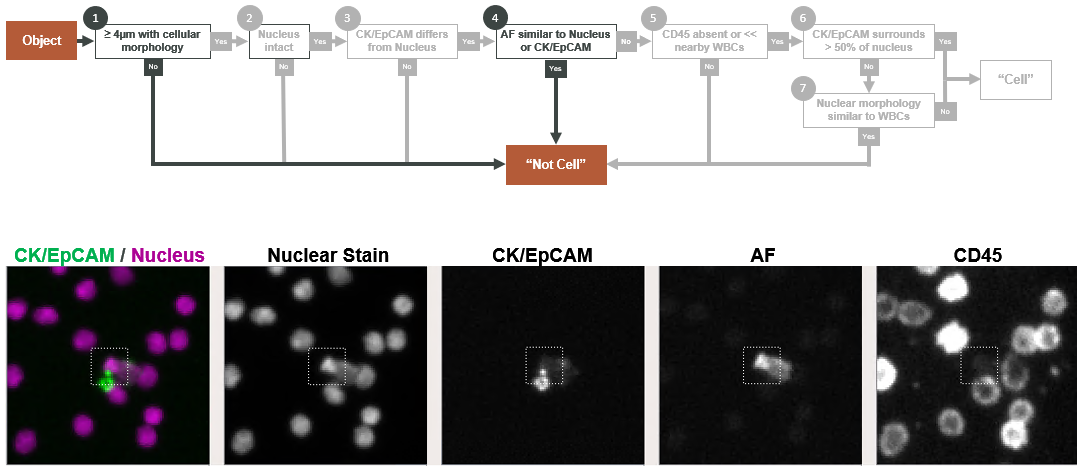 Object
1
≥ 4µm with cellular
morphology
Yes
No
2
Nucleus
intact
Yes
No
3
CK/EpCAM differs
from Nucleus
Yes
No
4
AF similar to Nucleus
or CK/EpCAM
No
Yes
5
CD45 absent or <<
nearby WBCs
Yes
No
6
CK/EpCAM surrounds
> 50% of nucleus
Yes
No
7
Nuclear morphology
similar to WBCs
No
Yes
“Cell”
“Not Cell”
CK/EpCAM / Nucleus
Nuclear Stain
CK/EpCAM
AF
CD45